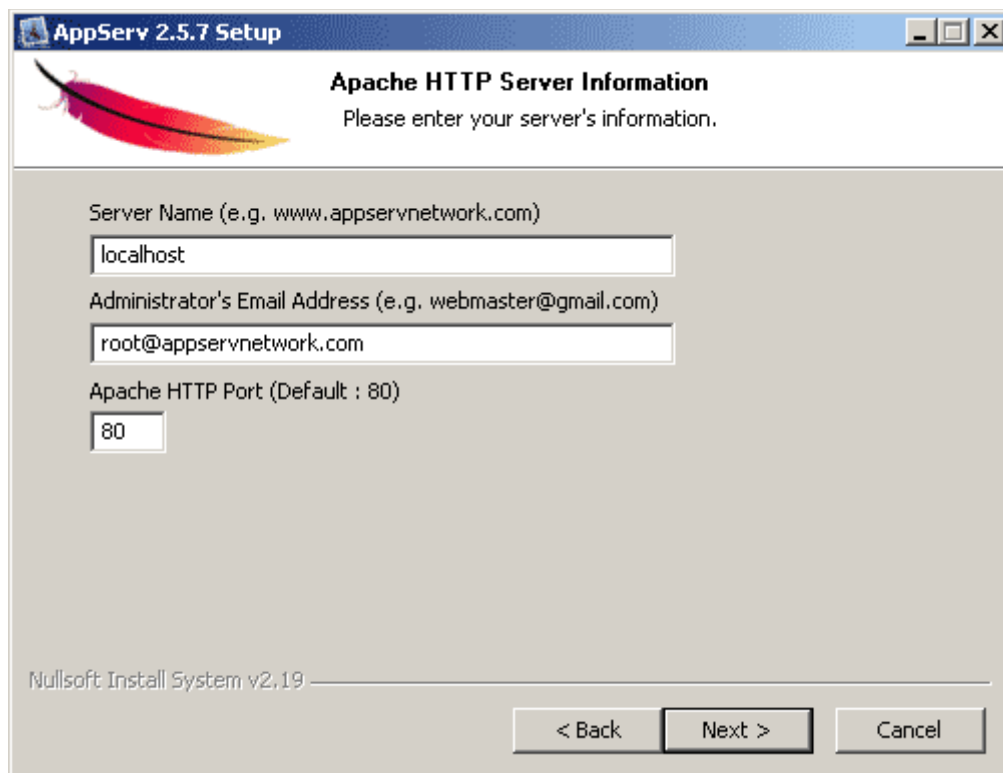 AppServ 2.5.7 Setup
Apache HTTP Server Information
Please enter your server's information.
Server Name (e.g. www.appservnetwork.com)
localhost
Administrator's Email Address (e.g. webmaster@gmail.com)
root@appservnetwork.com
Apache HTTP Port (Default : 80)
80
Nullsoft Install System v2.19
< Back Next > Cancel